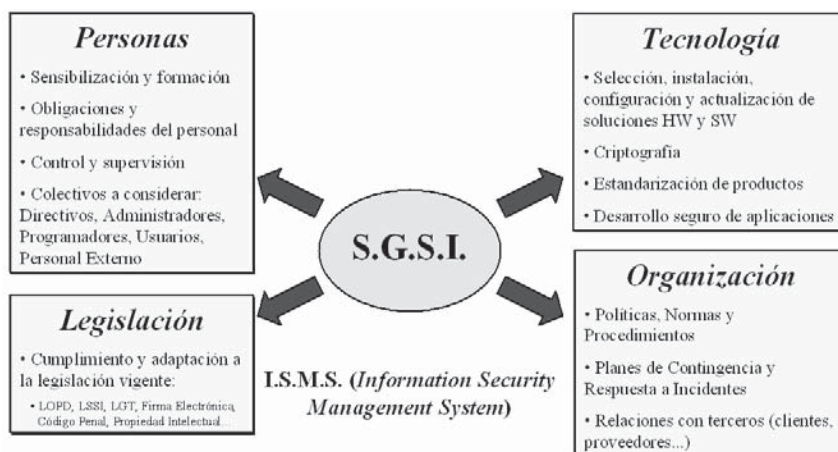 Personas
• Sensibilización y formación
• Obligaciones y
responsabilidades del personal
• Control y supervisión
• Colectivos a considerar:
Directivos, Administradores,
Programadores, Usuarios,
Personal Externo
Tecnología
• Selección, instalación,
configuración y actualización de
soluciones HW y SW
• Criptografía
• Estandarización de productos
• Desarrollo seguro de aplicaciones
S.G.S.I.
Legislación
• Cumplimiento y adaptación a
la legislación vigente:
• LOPD, LSSI, LGT, Firma Electrónica,
Código Penal, Propiedad Intelectual...
I.S.M.S. (Information Security
Management System)
Organización
• Políticas, Normas y
Procedimientos
• Planes de Contingencia y
Respuesta a Incidentes
• Relaciones con terceros (clientes,
proveedores...)